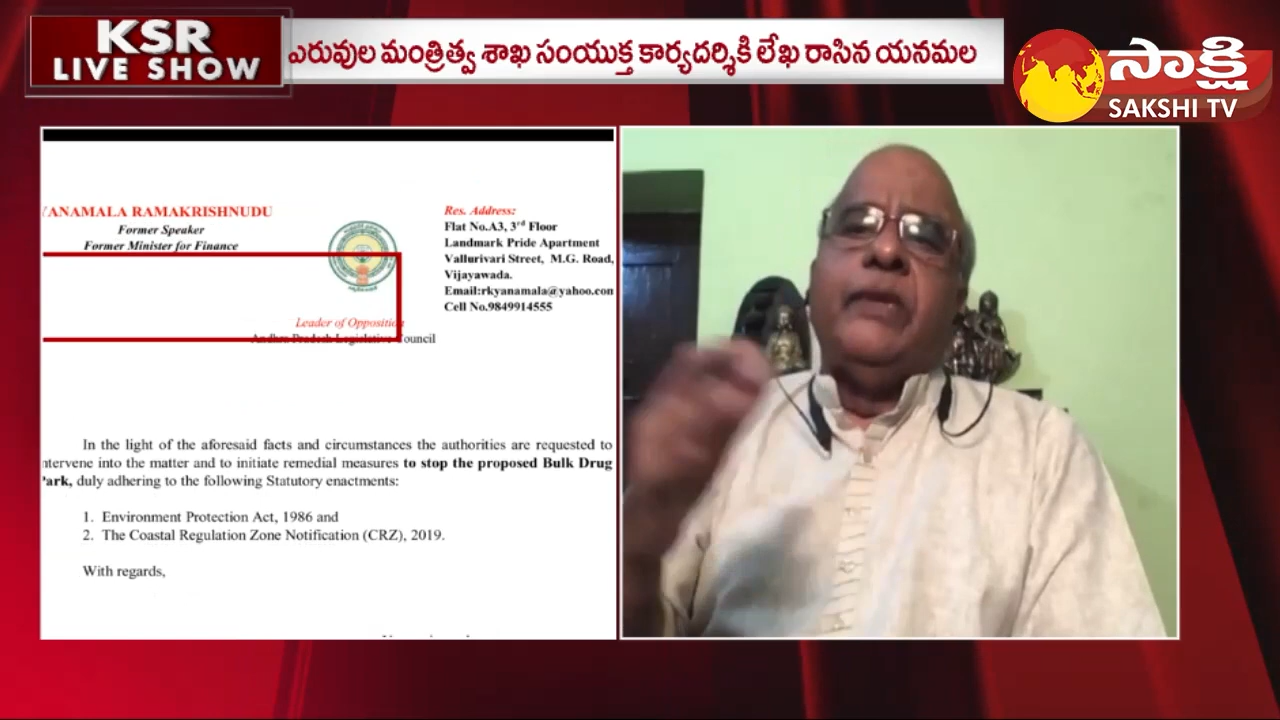 KSR
LIVE SHOW
ఎరువుల మంత్రిత్వ శాఖ సంయుక్త కార్యదర్శికి లేఖ రాసిన యనమల
సాక్షి
SAKSHI TV
YANAMALA RAMAKRISHNUDU
Former Speaker
Former Minister for Finance
Leader of Opposition
Andhra Pradesh Legislative Council
Res. Address:
Flat No.A3, 3rd Floor
Landmark Pride Apartment
Vallurivari Street, M.G. Road,
Vijayawada.
Email:rkyanamala@yahoo.com
Cell No.9849914555
In the light of the aforesaid facts and circumstances the authorities are requested to
ntervene into the matter and to initiate remedial measures to stop the proposed Bulk Drug
Park, duly adhering to the following Statutory enactments:
1. Environment Protection Act, 1986 and
2. The Coastal Regulation Zone Notification (CRZ), 2019.
With regards,